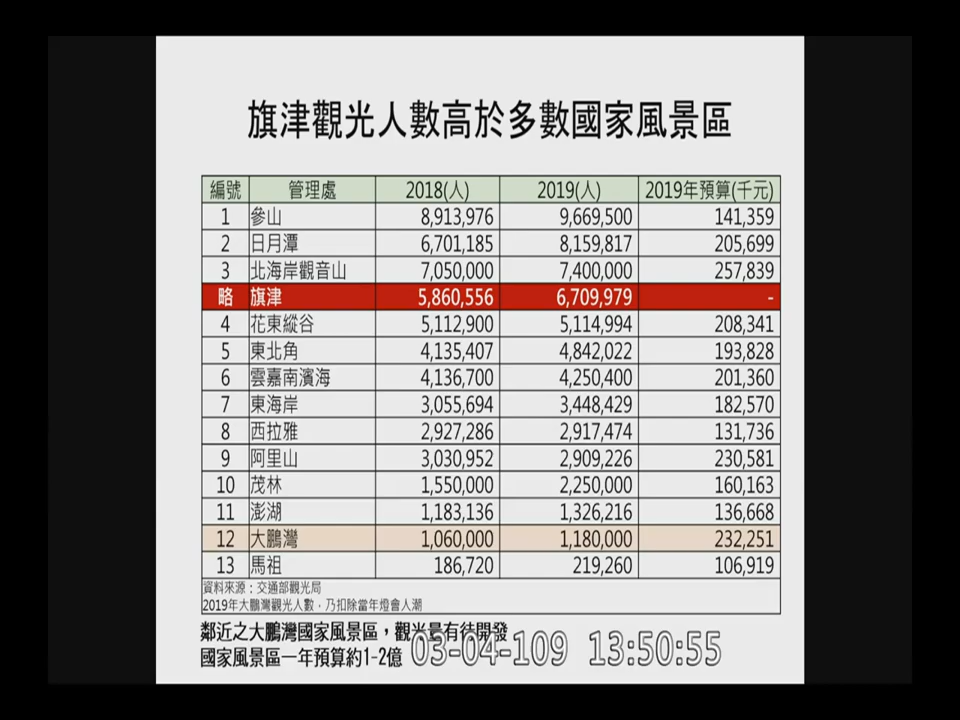 旗津觀光人數高於多數國家風景區
編號 管理處 2018(人) 2019(人) 2019年預算(千元)
1 參山 8,913,976 9,669,500 141,359
2 日月潭 6,701,185 8,159,817 205,699
3 北海岸觀音山 7,050,000 7,400,000 257,839
略 旗津 5,860,556 6,709,979 -
4 花東縱谷 5,112,900 5,114,994 208,341
5 東北角 4,135,407 4,842,022 193,828
6 雲嘉南濱海 4,136,700 4,250,400 201,360
7 東海岸 3,055,694 3,448,429 182,570
8 西拉雅 2,927,286 2,917,474 131,736
9 阿里山 3,030,952 2,909,226 230,581
10 茂林 1,550,000 2,250,000 160,163
11 澎湖 1,183,136 1,326,216 136,668
12 大鵬灣 1,060,000 1,180,000 232,251
13 馬祖 186,720 219,260 106,919
資料來源：交通部觀光局
2019年大鵬灣觀光人數，乃扣除當年燈會人潮
鄰近之大鵬灣國家風景區，觀光量有待開發
國家風景區一年預算約1-2億
03-04-109 13:50:55